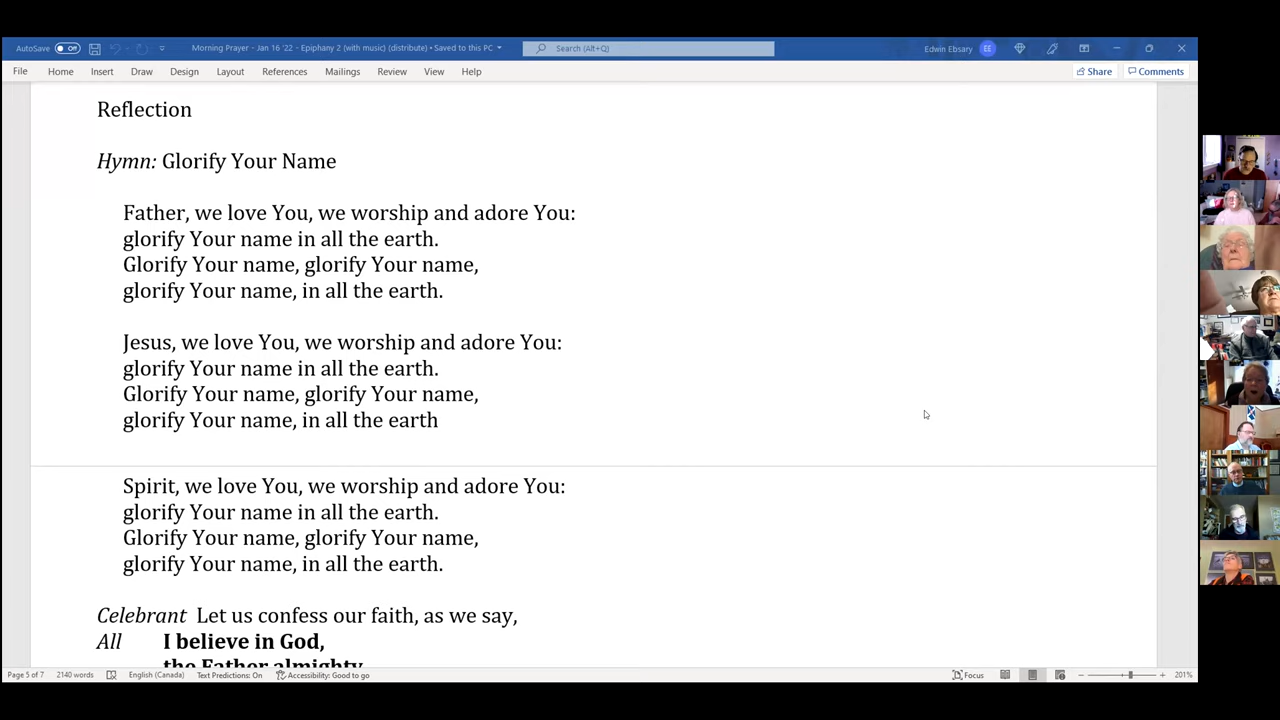 AutoSave Off Morning Prayer - Jan 16 '22 - Epiphany 2 (with music) (distribute) • Saved to this PC Search (Alt+Q) Edwin Ebsary EE
File Home Insert Draw Design Layout References Mailings Review View Help Share Comments
Reflection
Hymn: Glorify Your Name
Father, we love You, we worship and adore You:
glorify Your name in all the earth.
Glorify Your name, glorify Your name,
glorify Your name, in all the earth.
Jesus, we love You, we worship and adore You:
glorify Your name in all the earth.
Glorify Your name, glorify Your name,
glorify Your name, in all the earth
Spirit, we love You, we worship and adore You:
glorify Your name in all the earth.
Glorify Your name, glorify Your name,
glorify Your name, in all the earth.
Celebrant Let us confess our faith, as we say,
All I believe in God,
the Father almighty
Page 5 of 7 2140 words English (Canada) Text Predictions: On Accessibility: Good to go Focus 201%